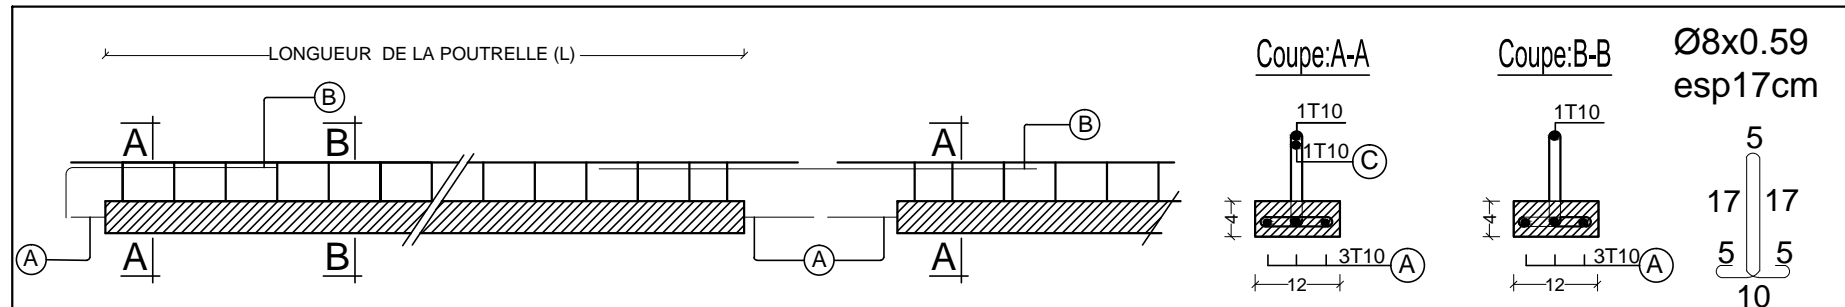 LONGUEUR DE LA POUTRELLE (L)
B
B
A
B
A
A
A
B
A
A
Coupe:A-A
1T10
1T10
C
4
3T10
A
12
Coupe:B-B
1T10
4
3T10
A
12
Ø8x0.59
esp17cm
5
17
17
5
5
10